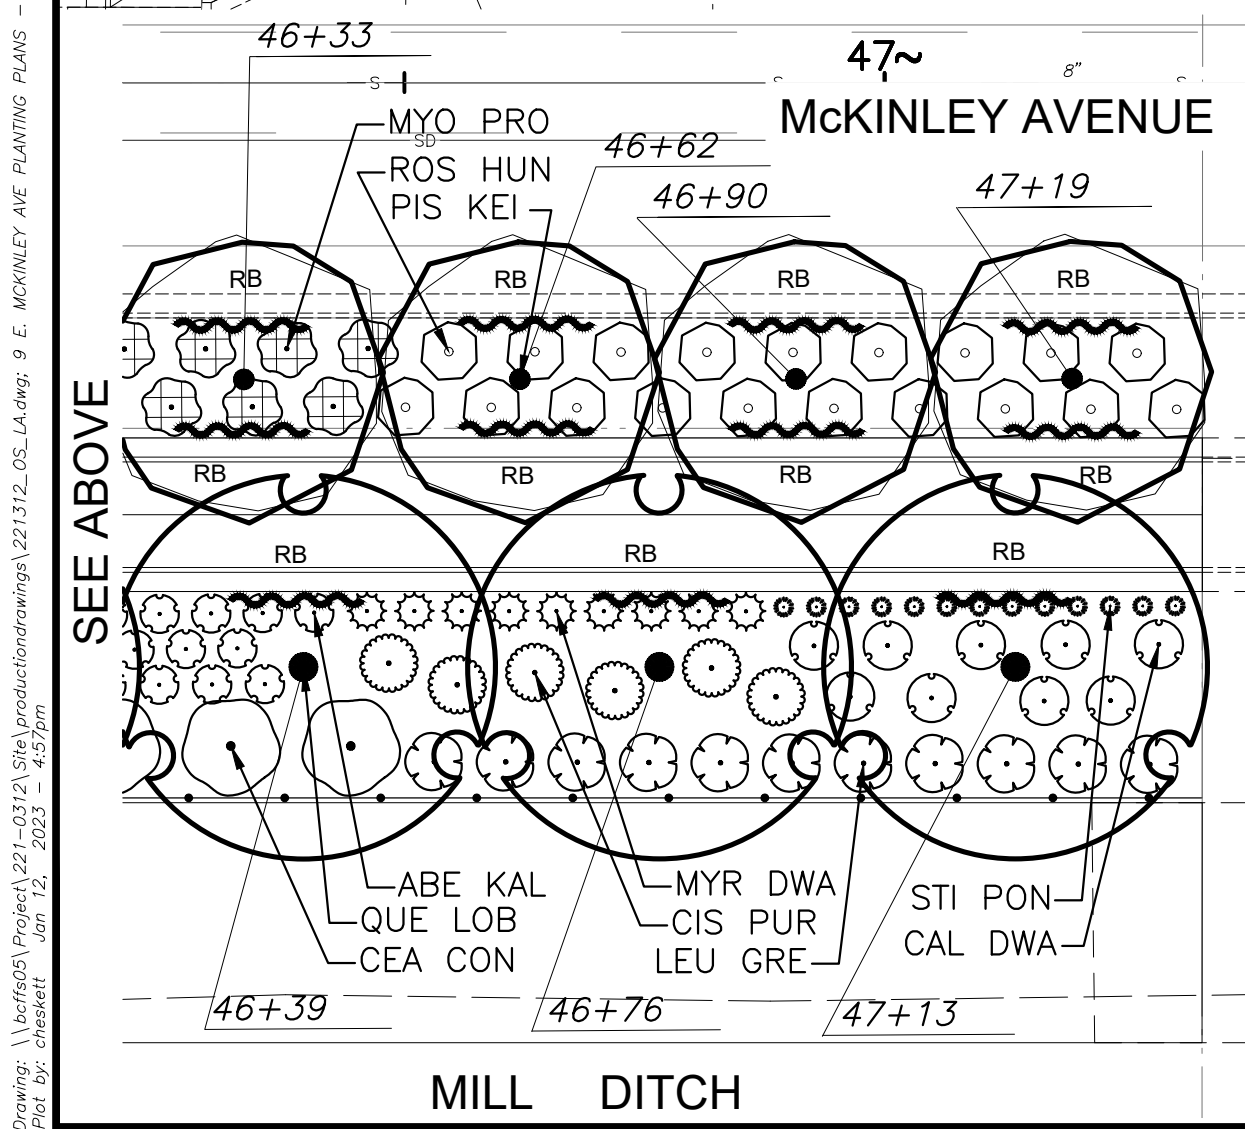 46+33
47~
8"
S
S
S
McKINLEY AVENUE
MYO PRO
SD
46+62
ROS HUN
46+90
47+19
PIS KEI
RB
RB
RB
RB
RB
RB
RB
RB
RB
RB
RB
SEE ABOVE
ABE KAL
MYR DWA
STI PON
QUE LOB
CIS PUR
CAL DWA
CEA CON
LEU GRE
46+39
46+76
47+13
MILL DITCH
Drawing: \\bcffs05\Project\221-0312\Site\productiondrawings\221312_OS_LA.dwg; 9 E. MCKINLEY AVE PLANTING PLANS -
Plot by: cheskett Jan 12, 2023 - 4:57pm